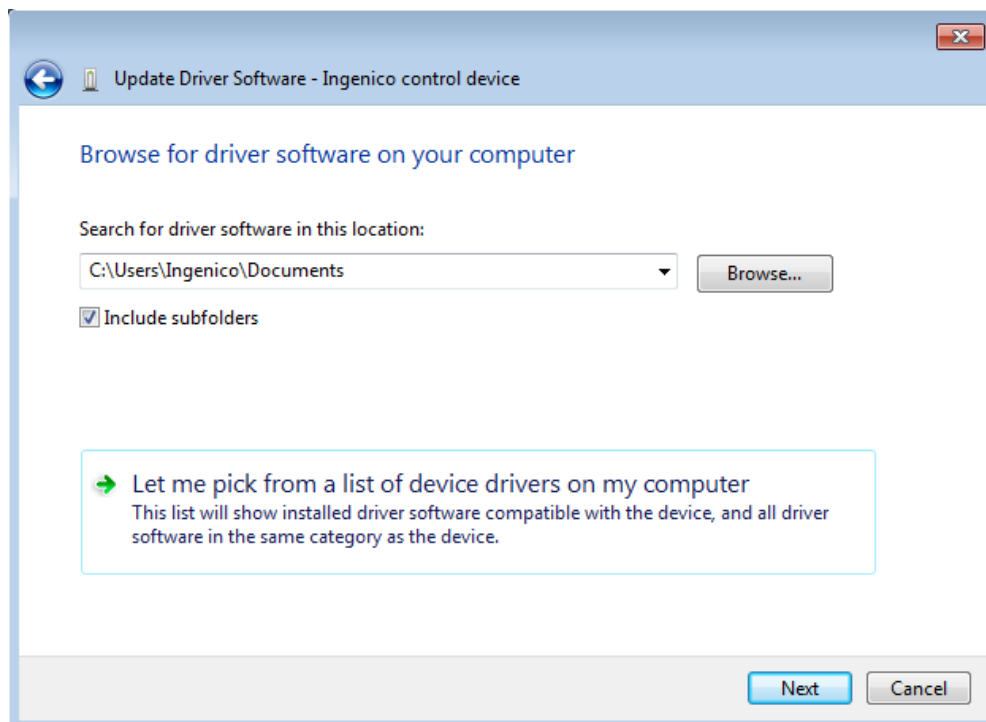 Update Driver Software - Ingenico control device
Browse for driver software on your computer
Search for driver software in this location:
C:\Users\Ingenico\Documents
Browse...
Include subfolders
Let me pick from a list of device drivers on my computer
This list will show installed driver software compatible with the device, and all driver
software in the same category as the device.
Next
Cancel